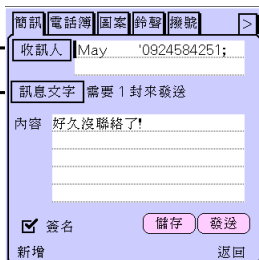 簡訊 電話簿 圖案 鈴聲 撥號 >
收訊人 May '0924584251;
訊息文字 需要1封來發送
內容 好久沒聯絡了!
簽名 儲存 發送
新增 返回